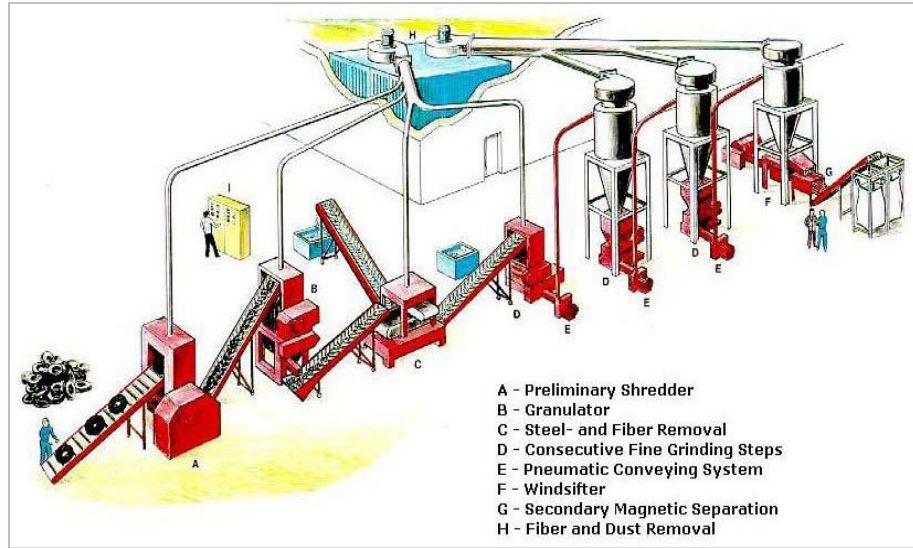 H
I
B
G
F
D
E
D
E
D
E
C
A
A - Preliminary Shredder
B - Granulator
C - Steel- and Fiber Removal
D - Consecutive Fine Grinding Steps
E - Pneumatic Conveying System
F - Windsifter
G - Secondary Magnetic Separation
H - Fiber and Dust Removal